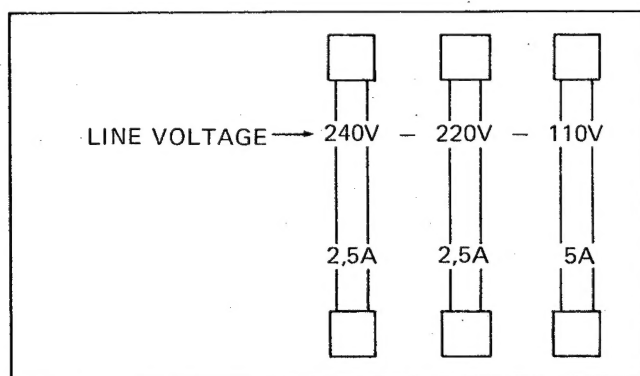 LINE VOLTAGE → 240V – 220V – 110V
2,5A 2,5A 5A